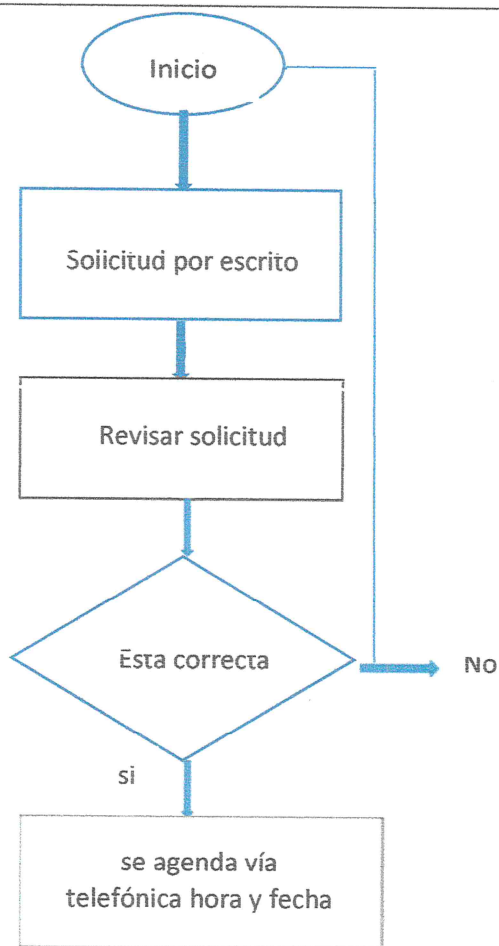 Inicio
Solicitud por escrito
Revisar solicitud
Esta correcta
No
si
se agenda vía
telefónica hora y fecha